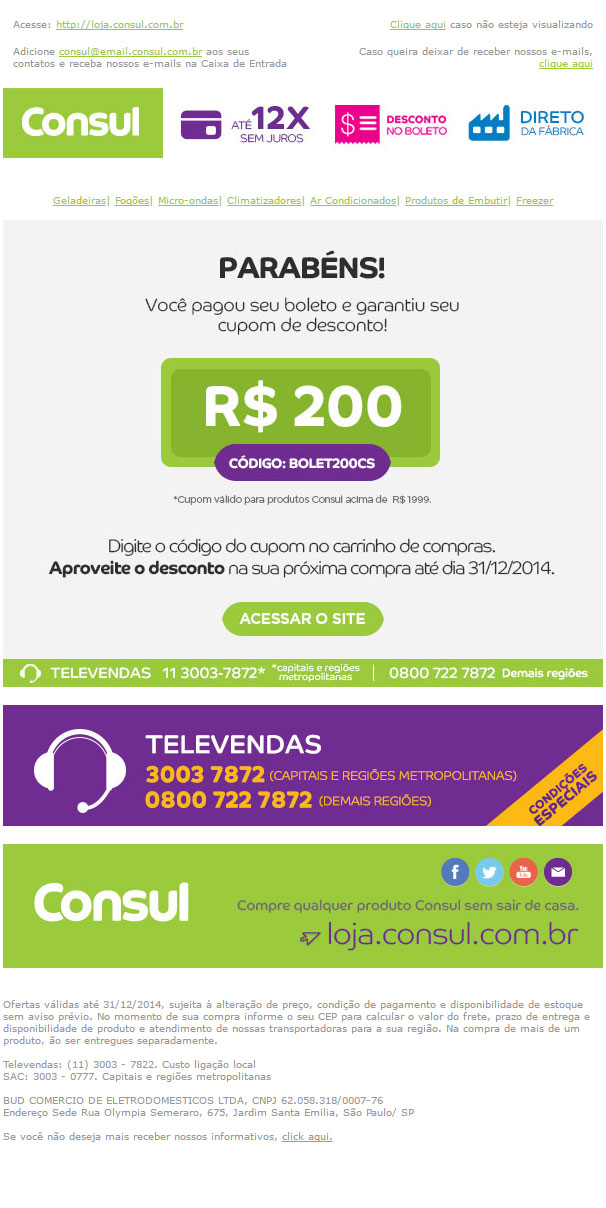 Acesse: http://loja.consul.com.br
Clique aqui caso não esteja visualizando
Adicione consul@email.consul.com.br aos seus
contatos e receba nossos e-mails na Caixa de Entrada
Caso queira deixar de receber nossos e-mails,
clique aqui
Consul
ATÉ 12X
SEM JUROS
$
DESCONTO
NO BOLETO
DIRETO
DA FÁBRICA
Geladeiras| Fogões| Micro-ondas| Climatizadores| Ar Condicionados| Produtos de Embutir| Freezer
PARABÉNS!
Você pagou seu boleto e garantiu seu
cupom de desconto!
R$ 200
CÓDIGO: BOLET200CS
*Cupom válido para produtos Consul acima de R$ 1999.
Digite o código do cupom no carrinho de compras.
Aproveite o desconto na sua próxima compra até dia 31/12/2014.
ACESSAR O SITE
TELEVENDAS 11 3003-7872* *capitais e regiões
metropolitanas
0800 722 7872 Demais regiões
TELEVENDAS
3003 7872 (CAPITAIS E REGIÕES METROPOLITANAS)
0800 722 7872 (DEMAIS REGIÕES)
CONDIÇÕES
ESPECIAIS
Consul
f
You
Tube
Compre qualquer produto Consul sem sair de casa.
loja.consul.com.br
Ofertas válidas até 31/12/2014, sujeita à alteração de preço, condição de pagamento e disponibilidade de estoque
sem aviso prévio. No momento de sua compra informe o seu CEP para calcular o valor do frete, prazo de entrega e
disponibilidade de produto e atendimento de nossas transportadoras para a sua região. Na compra de mais de um
produto, ão ser entregues separadamente.
Televendas: (11) 3003 - 7822. Custo ligação local
SAC: 3003 - 0777. Capitais e regiões metropolitanas
BUD COMERCIO DE ELETRODOMESTICOS LTDA, CNPJ 62.058.318/0007-76
Endereço Sede Rua Olympia Semeraro, 675, Jardim Santa Emilia, São Paulo/ SP
Se você não deseja mais receber nossos informativos, click aqui.